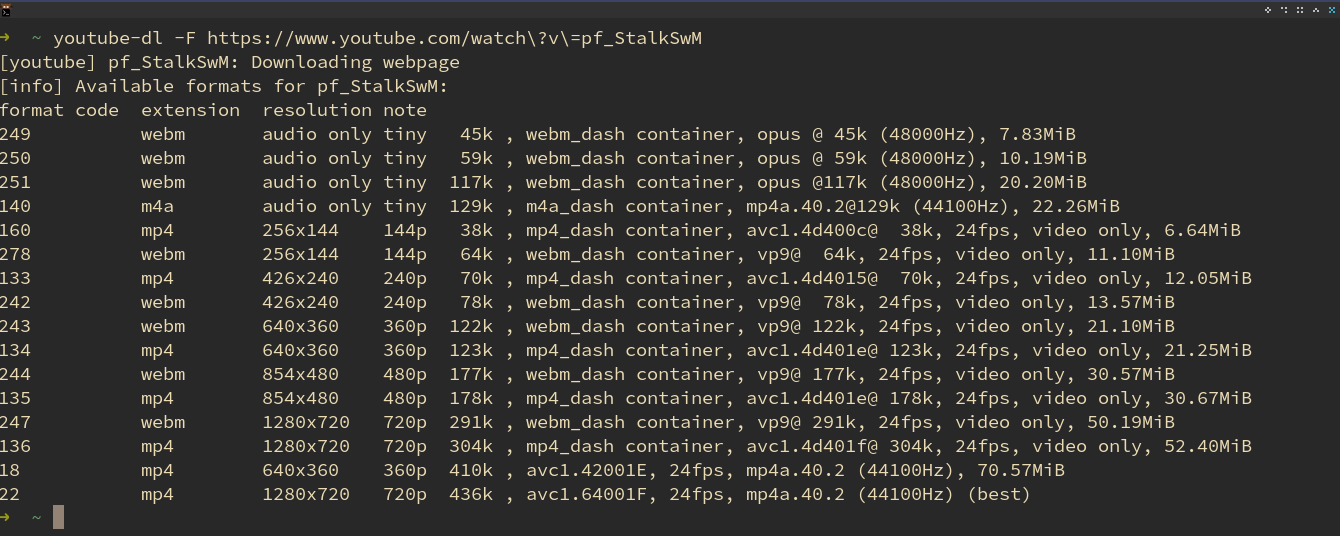 ➜  ~ youtube-dl -F https://www.youtube.com/watch\?v\=pf_StalkSwM
[youtube] pf_StalkSwM: Downloading webpage
[info] Available formats for pf_StalkSwM:
format code  extension  resolution note
249          webm       audio only tiny   45k , webm_dash container, opus @ 45k (48000Hz), 7.83MiB
250          webm       audio only tiny   59k , webm_dash container, opus @ 59k (48000Hz), 10.19MiB
251          webm       audio only tiny  117k , webm_dash container, opus @117k (48000Hz), 20.20MiB
140          m4a        audio only tiny  129k , m4a_dash container, mp4a.40.2@129k (44100Hz), 22.26MiB
160          mp4        256x144    144p   38k , mp4_dash container, avc1.4d400c@  38k, 24fps, video only, 6.64MiB
278          webm       256x144    144p   64k , webm_dash container, vp9@  64k, 24fps, video only, 11.10MiB
133          mp4        426x240    240p   70k , mp4_dash container, avc1.4d4015@  70k, 24fps, video only, 12.05MiB
242          webm       426x240    240p   78k , webm_dash container, vp9@  78k, 24fps, video only, 13.57MiB
243          webm       640x360    360p  122k , webm_dash container, vp9@ 122k, 24fps, video only, 21.10MiB
134          mp4        640x360    360p  123k , mp4_dash container, avc1.4d401e@ 123k, 24fps, video only, 21.25MiB
244          webm       854x480    480p  177k , webm_dash container, vp9@ 177k, 24fps, video only, 30.57MiB
135          mp4        854x480    480p  178k , mp4_dash container, avc1.4d401e@ 178k, 24fps, video only, 30.67MiB
247          webm       1280x720   720p  291k , webm_dash container, vp9@ 291k, 24fps, video only, 50.19MiB
136          mp4        1280x720   720p  304k , mp4_dash container, avc1.4d401f@ 304k, 24fps, video only, 52.40MiB
18           mp4        640x360    360p  410k , avc1.42001E, 24fps, mp4a.40.2 (44100Hz), 70.57MiB
22           mp4        1280x720   720p  436k , avc1.64001F, 24fps, mp4a.40.2 (44100Hz) (best)
➜  ~